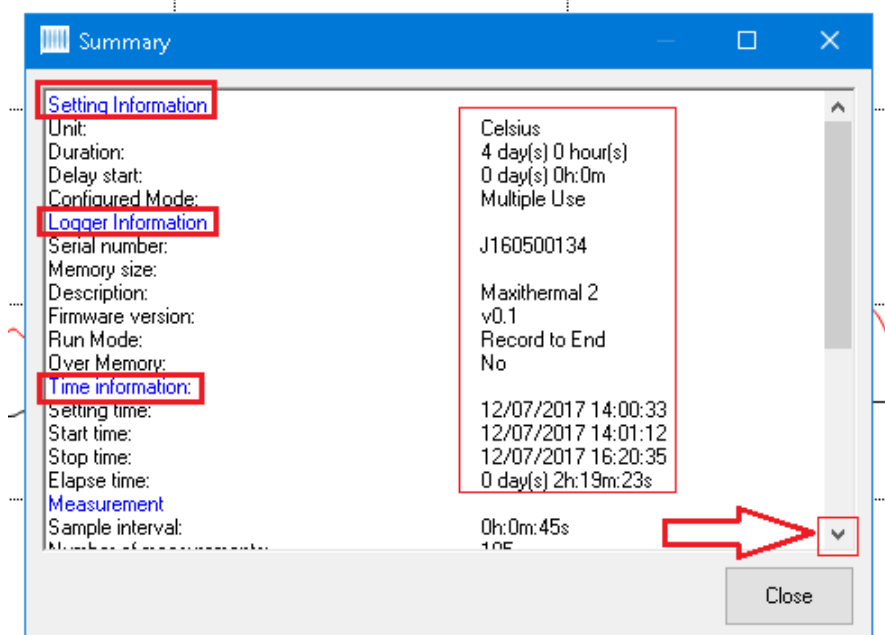 Summary
Setting Information
Unit: Celsius
Duration: 4 day(s) 0 hour(s)
Delay start: 0 day(s) 0h:0m
Configured Mode: Multiple Use
Logger Information
Serial number: J160500134
Memory size:
Description: Maxithermal 2
Firmware version: v0.1
Run Mode: Record to End
Over Memory: No
Time information:
Setting time: 12/07/2017 14:00:33
Start time: 12/07/2017 14:01:12
Stop time: 12/07/2017 16:20:35
Elapse time: 0 day(s) 2h:19m:23s
Measurement
Sample interval: 0h:0m:45s
Number of measurements:
Close